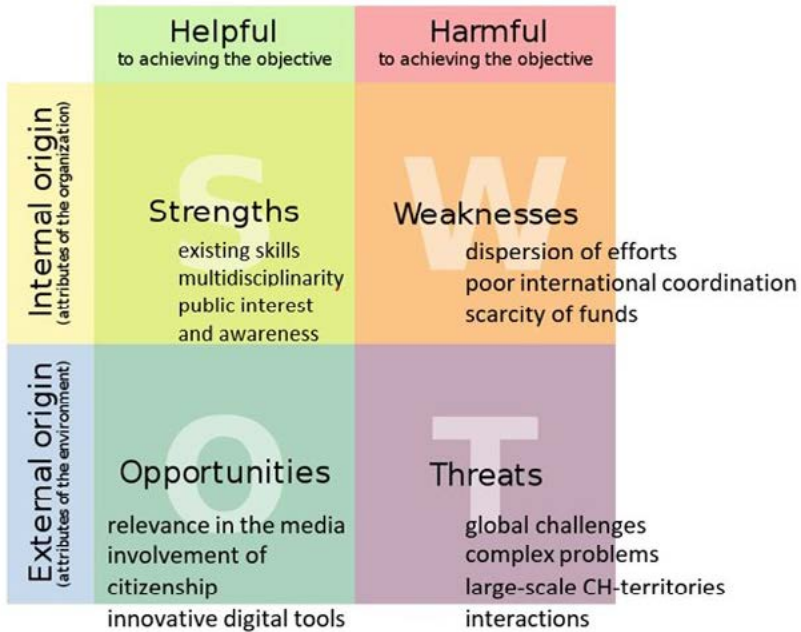 Helpful
to achieving the objective
Harmful
to achieving the objective
Internal origin
(attributes of the organization)
S
Strengths
existing skills
multidisciplinarity
public interest
and awareness
W
Weaknesses
dispersion of efforts
poor international coordination
scarcity of funds
External origin
(attributes of the environment)
O
Opportunities
relevance in the media
involvement of
citizenship
innovative digital tools
T
Threats
global challenges
complex problems
large-scale CH-territories
interactions